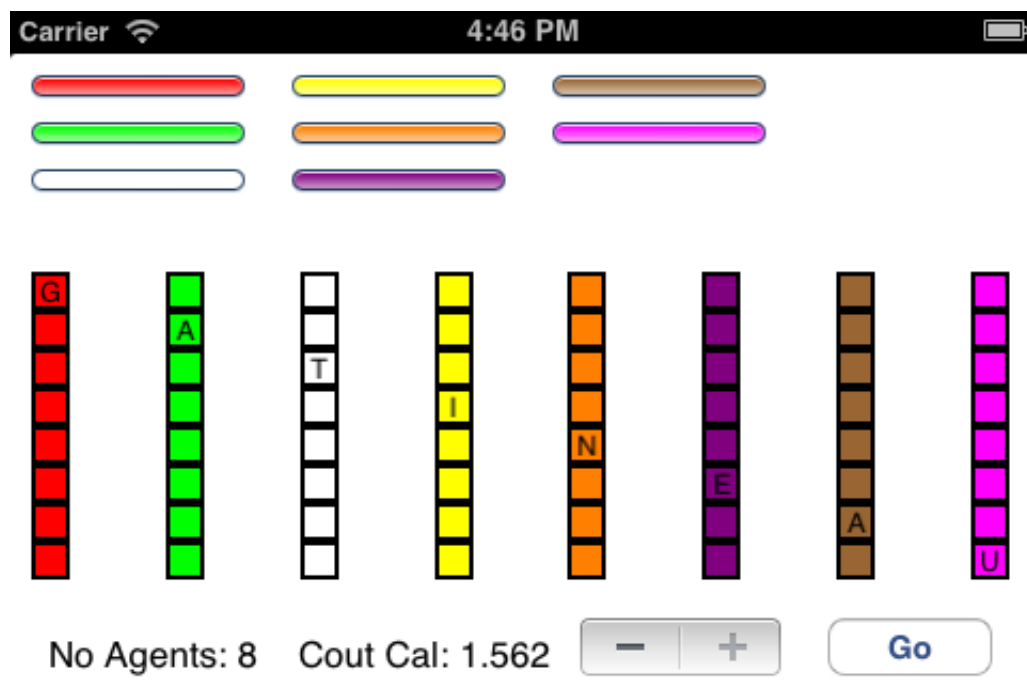 Carrier 4:46 PM
G
A
T
I
N
E
A
U
No Agents: 8 Cout Cal: 1.562 − + Go